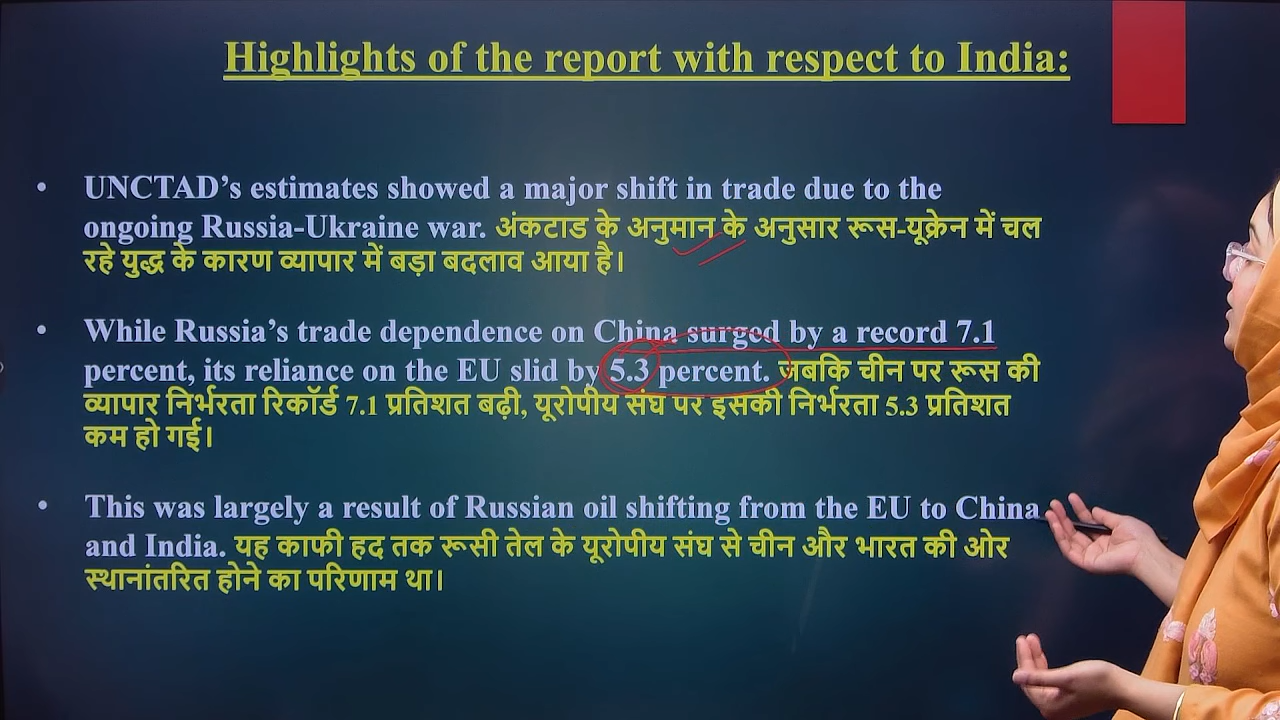 Highlights of the report with respect to India:
• UNCTAD’s estimates showed a major shift in trade due to the
ongoing Russia-Ukraine war. अंकटाड के अनुमान के अनुसार रूस-यूक्रेन में चल
रहे युद्ध के कारण व्यापार में बड़ा बदलाव आया है।
• While Russia’s trade dependence on China surged by a record 7.1
percent, its reliance on the EU slid by 5.3 percent. जबकि चीन पर रूस की
व्यापार निर्भरता रिकॉर्ड 7.1 प्रतिशत बढ़ी, यूरोपीय संघ पर इसकी निर्भरता 5.3 प्रतिशत
कम हो गई।
• This was largely a result of Russian oil shifting from the EU to China
and India. यह काफी हद तक रूसी तेल के यूरोपीय संघ से चीन और भारत की ओर
स्थानांतरित होने का परिणाम था।